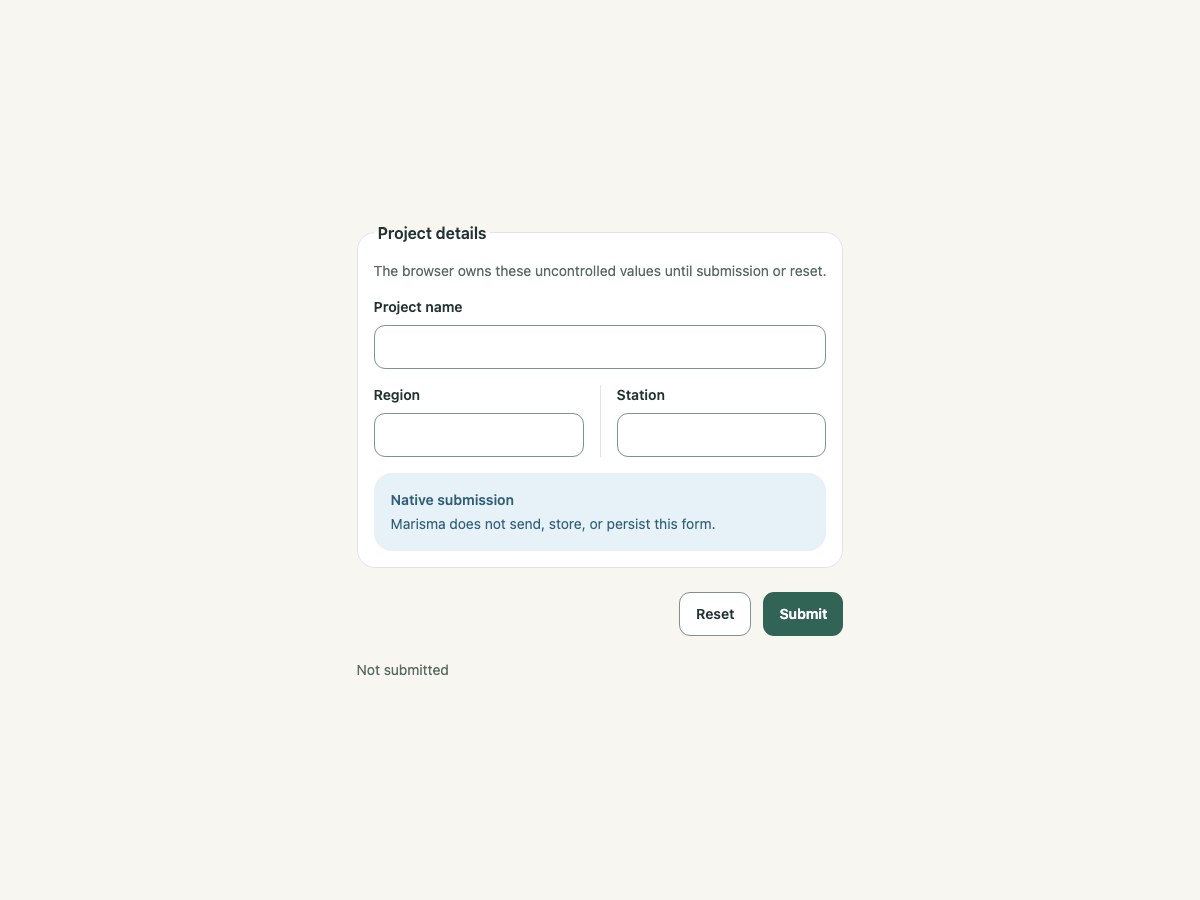 Project details
The browser owns these uncontrolled values until submission or reset.
Project name
Region
Station
Native submission
Marisma does not send, store, or persist this form.
Reset
Submit
Not submitted